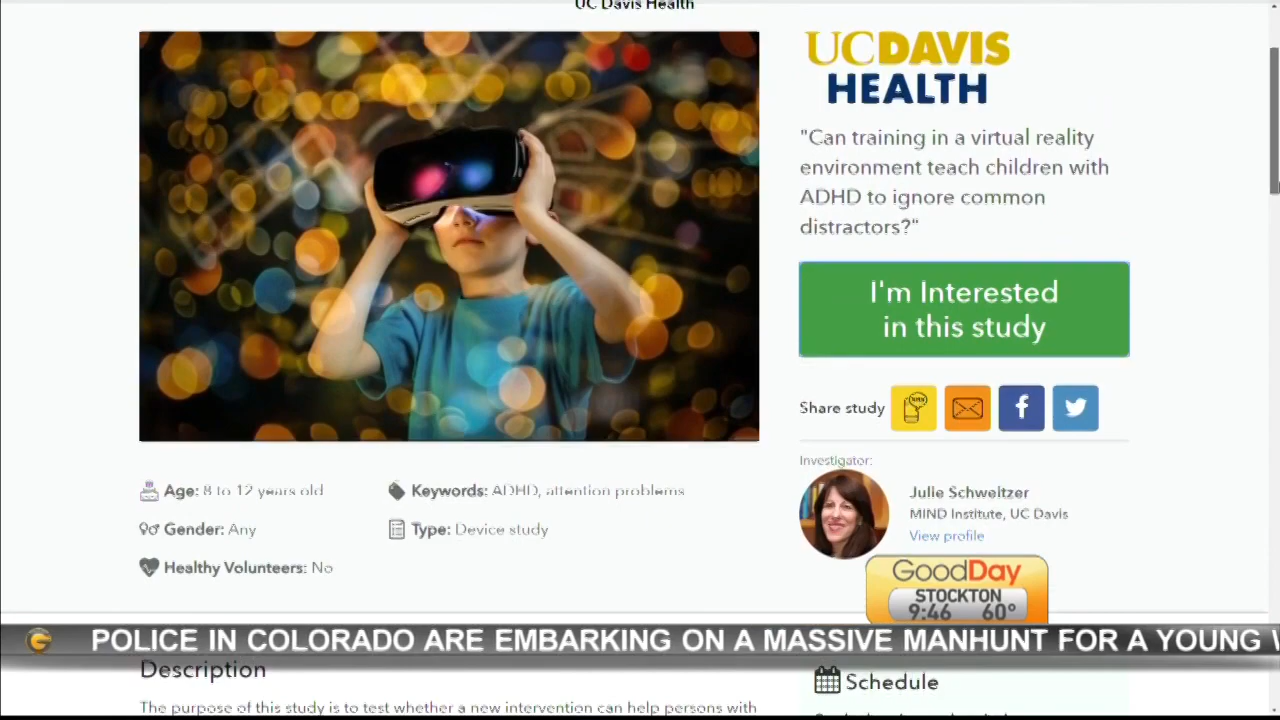 UC Davis Health
UCDAVIS
HEALTH
"Can training in a virtual reality
environment teach children with
ADHD to ignore common
distractors?"
I'm Interested
in this study
Share study
Investigator:
Julie Schweitzer
MIND Institute, UC Davis
View profile
Age: 8 to 12 years old
Keywords: ADHD, attention problems
Gender: Any
Type: Device study
Healthy Volunteers: No
GoodDay
STOCKTON
9:46 60°
POLICE IN COLORADO ARE EMBARKING ON A MASSIVE MANHUNT FOR A YOUNG
Description
Schedule
The purpose of this study is to test whether a new intervention can help persons with